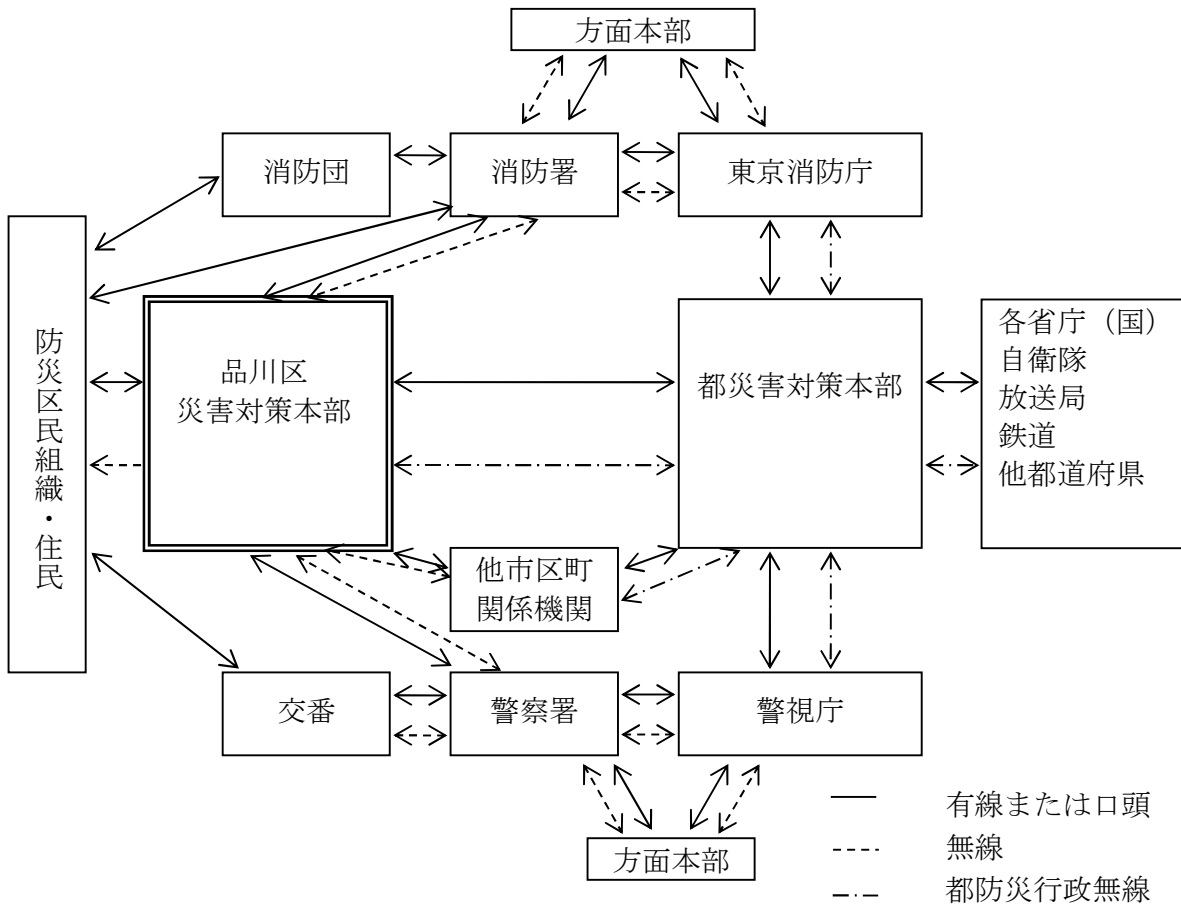 方面本部
消防団
消防署
東京消防庁
防災区民組織・住民
品川区
災害対策本部
都災害対策本部
各省庁（国）
自衛隊
放送局
鉄道
他都道府県
他市区町
関係機関
交番
警察署
警視庁
方面本部
有線または口頭
無線
都防災行政無線